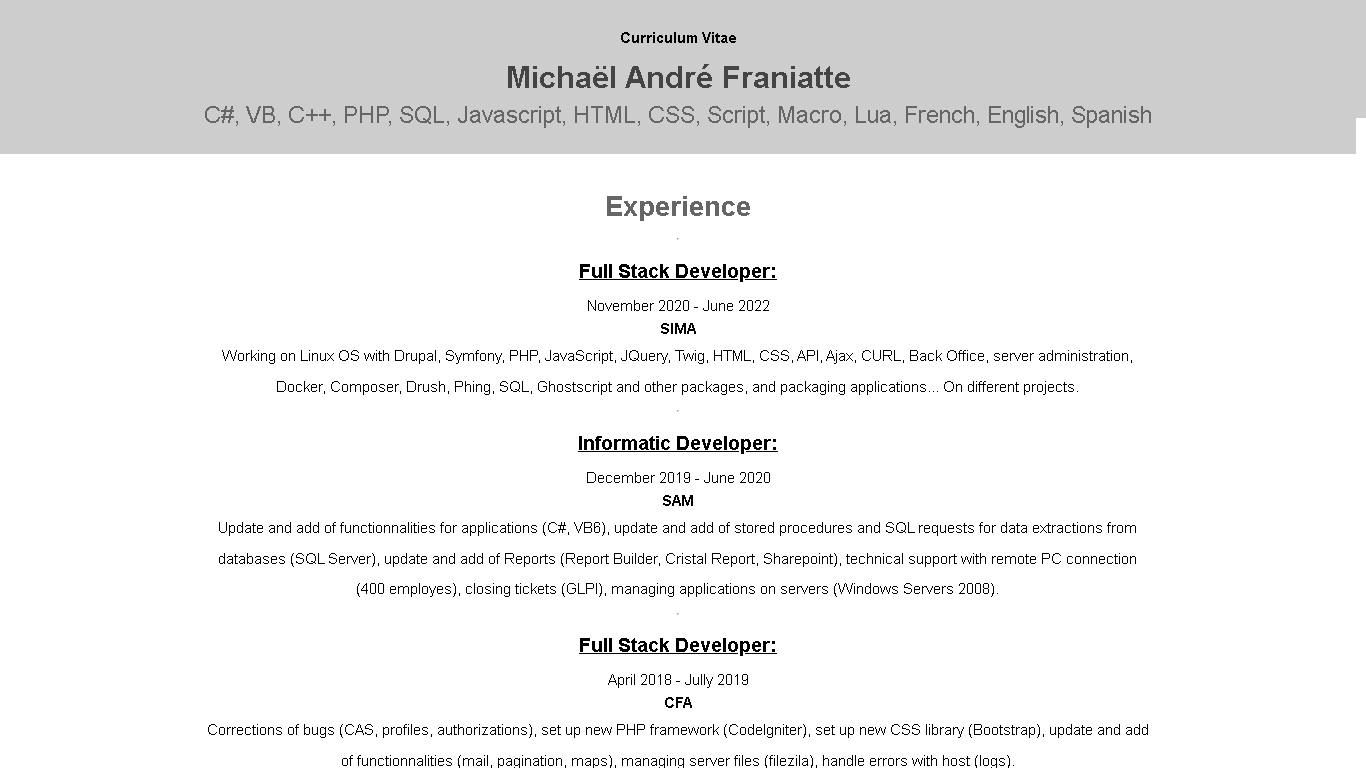 Curriculum Vitae
Michaël André Franiatte
C#, VB, C++, PHP, SQL, Javascript, HTML, CSS, Script, Macro, Lua, French, English, Spanish
Experience
Full Stack Developer:
November 2020 - June 2022
SIMA
Working on Linux OS with Drupal, Symfony, PHP, JavaScript, JQuery, Twig, HTML, CSS, API, Ajax, CURL, Back Office, server administration,
Docker, Composer, Drush, Phing, SQL, Ghostscript and other packages, and packaging applications... On different projects.
Informatic Developer:
December 2019 - June 2020
SAM
Update and add of functionnalities for applications (C#, VB6), update and add of stored procedures and SQL requests for data extractions from
databases (SQL Server), update and add of Reports (Report Builder, Cristal Report, Sharepoint), technical support with remote PC connection
(400 employes), closing tickets (GLPI), managing applications on servers (Windows Servers 2008).
Full Stack Developer:
April 2018 - Jully 2019
CFA
Corrections of bugs (CAS, profiles, authorizations), set up new PHP framework (CodeIgniter), set up new CSS library (Bootstrap), update and add
of functionnalities (mail, pagination, maps), managing server files (filezila), handle errors with host (logs).